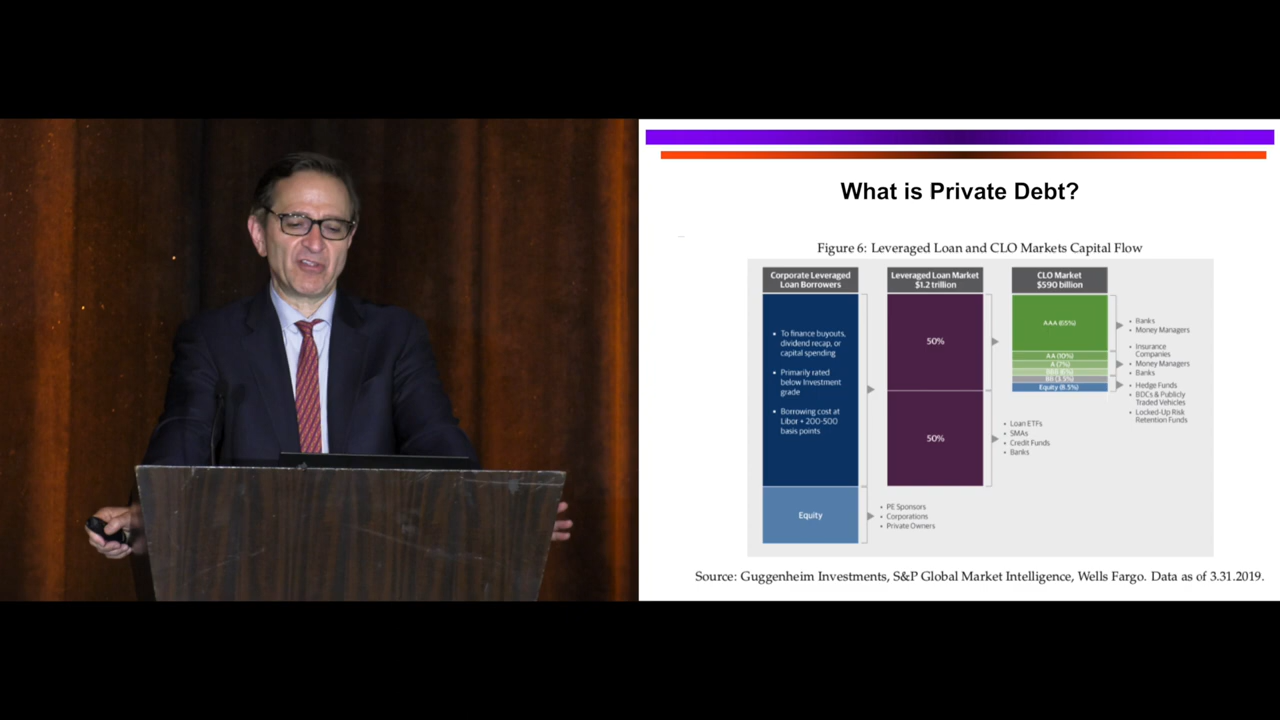 What is Private Debt?
Figure 6: Leveraged Loan and CLO Markets Capital Flow
Corporate Leveraged
Loan Borrowers
• To finance buyouts,
dividend recap, or
capital spending
• Primarily rated
below Investment
grade
• Borrowing cost at
Libor + 200-500
basis points
Equity
• PE Sponsors
• Corporations
• Private Owners
Leveraged Loan Market
$1.2 trillion
50%
50%
• Loan ETFs
• SMAs
• Credit Funds
• Banks
CLO Market
$590 billion
AAA (65%)
AA (10%)
A (7%)
BBB (6%)
BB (3.5%)
Equity (8.5%)
• Banks
• Money Managers
• Insurance
Companies
• Money Managers
• Banks
• Hedge Funds
• BDCs & Publicly
Traded Vehicles
• Locked-Up Risk
Retention Funds
Source: Guggenheim Investments, S&P Global Market Intelligence, Wells Fargo. Data as of 3.31.2019.